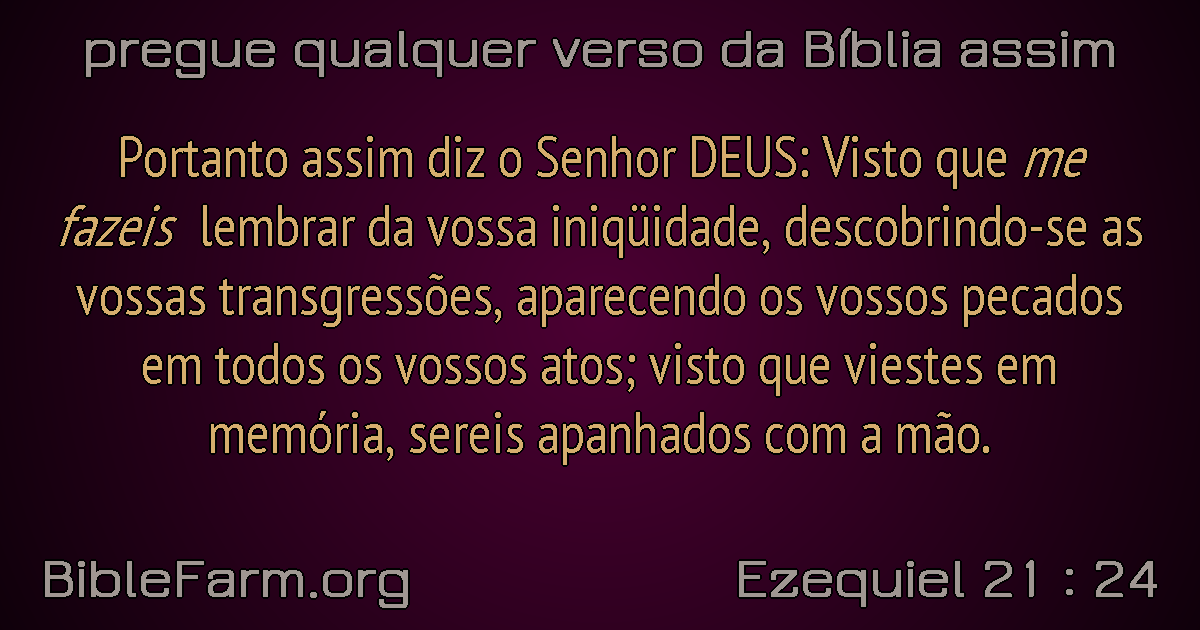 pregue qualquer verso da Bíblia assim
Portanto assim diz o Senhor DEUS: Visto que me
fazeis lembrar da vossa iniqüidade, descobrindo-se as
vossas transgressões, aparecendo os vossos pecados
em todos os vossos atos; visto que viestes em
memória, sereis apanhados com a mão.
BibleFarm.org
Ezequiel 21 : 24